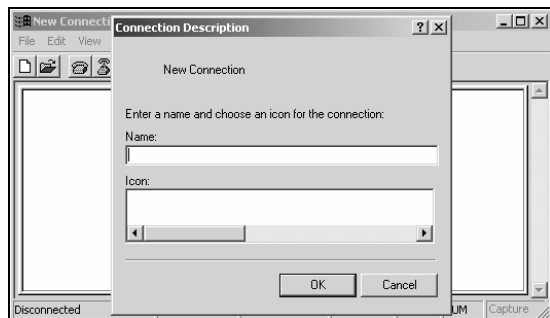 New Connecti
Connection Description
File Edit View
New Connection
Enter a name and choose an icon for the connection:
Name:
Icon:
OK Cancel
Disconnected UM Capture